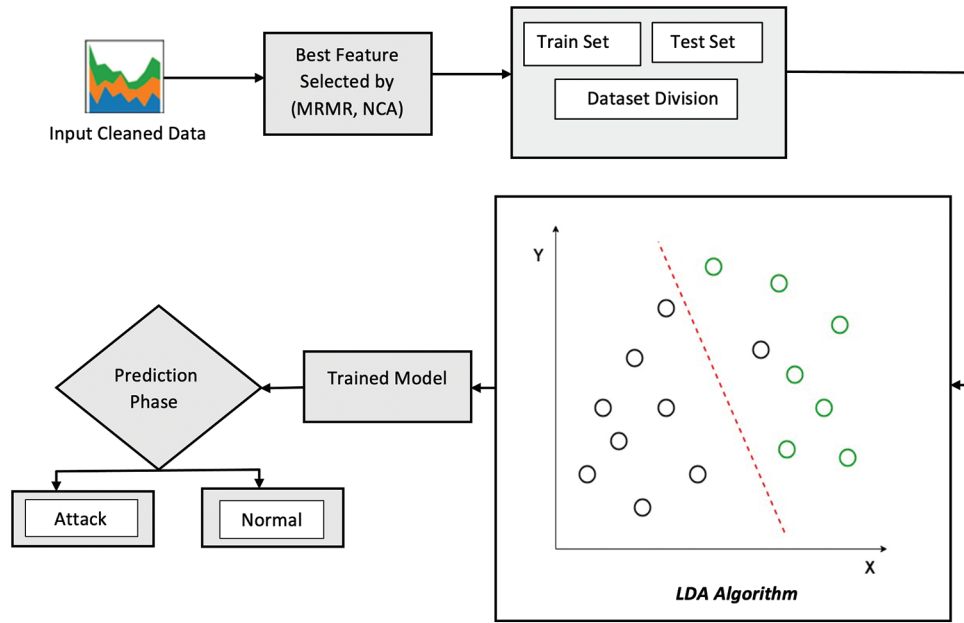 Input Cleaned Data
Best Feature
Selected by
(MRMR, NCA)
Train Set
Test Set
Dataset Division
Y
X
LDA Algorithm
Trained Model
Prediction
Phase
Attack
Normal